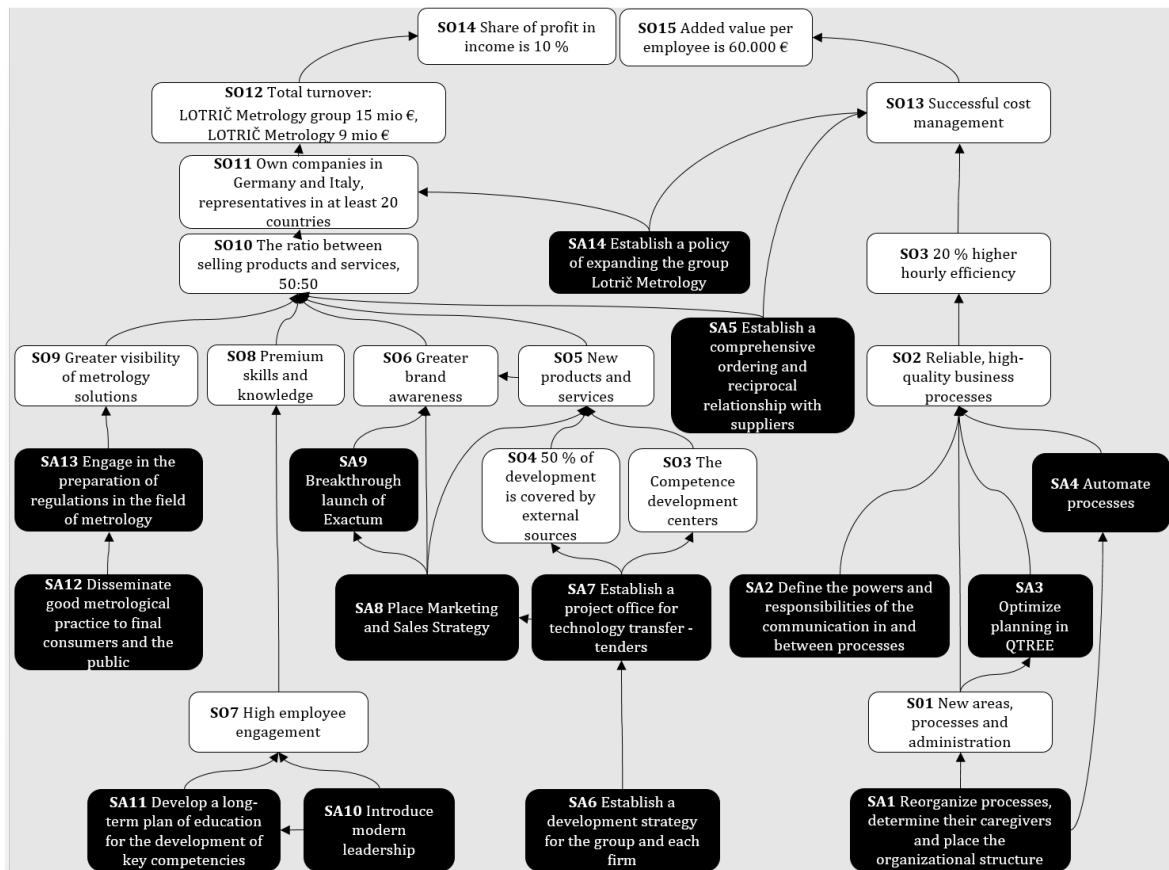 SO14 Share of profit in
income is 10 %
SO15 Added value per
employee is 60.000 €
SO12 Total turnover:
LOTRIČ Metrology group 15 mio €,
LOTRIČ Metrology 9 mio €
SO13 Successful cost
management
SO11 Own companies in
Germany and Italy,
representatives in at least 20
countries
SO10 The ratio between
selling products and services,
50:50
SA14 Establish a policy
of expanding the group
Lotrič Metrology
SO3 20 % higher
hourly efficiency
SA5 Establish a
comprehensive
ordering and
reciprocal
relationship with
suppliers
SO9 Greater visibility
of metrology
solutions
SO8 Premium
skills and
knowledge
SO6 Greater
brand
awareness
SO5 New
products and
services
SO2 Reliable, high-
quality business
processes
SA13 Engage in the
preparation of
regulations in the field
of metrology
SA9
Breakthrough
launch of
Exactum
SO4 50 % of
development
is covered by
external
sources
SO3 The
Competence
development
centers
SA4 Automate
processes
SA12 Disseminate
good metrological
practice to final
consumers and the
public
SA8 Place Marketing
and Sales Strategy
SA7 Establish a
project office for
technology transfer -
tenders
SA2 Define the powers and
responsibilities of the
communication in and
between processes
SA3
Optimize
planning in
QTREE
SO7 High employee
engagement
S01 New areas,
processes and
administration
SA11 Develop a long-
term plan of education
for the development of
key competencies
SA10 Introduce
modern
leadership
SA6 Establish a
development strategy
for the group and each
firm
SA1 Reorganize processes,
determine their caregivers
and place the
organizational structure